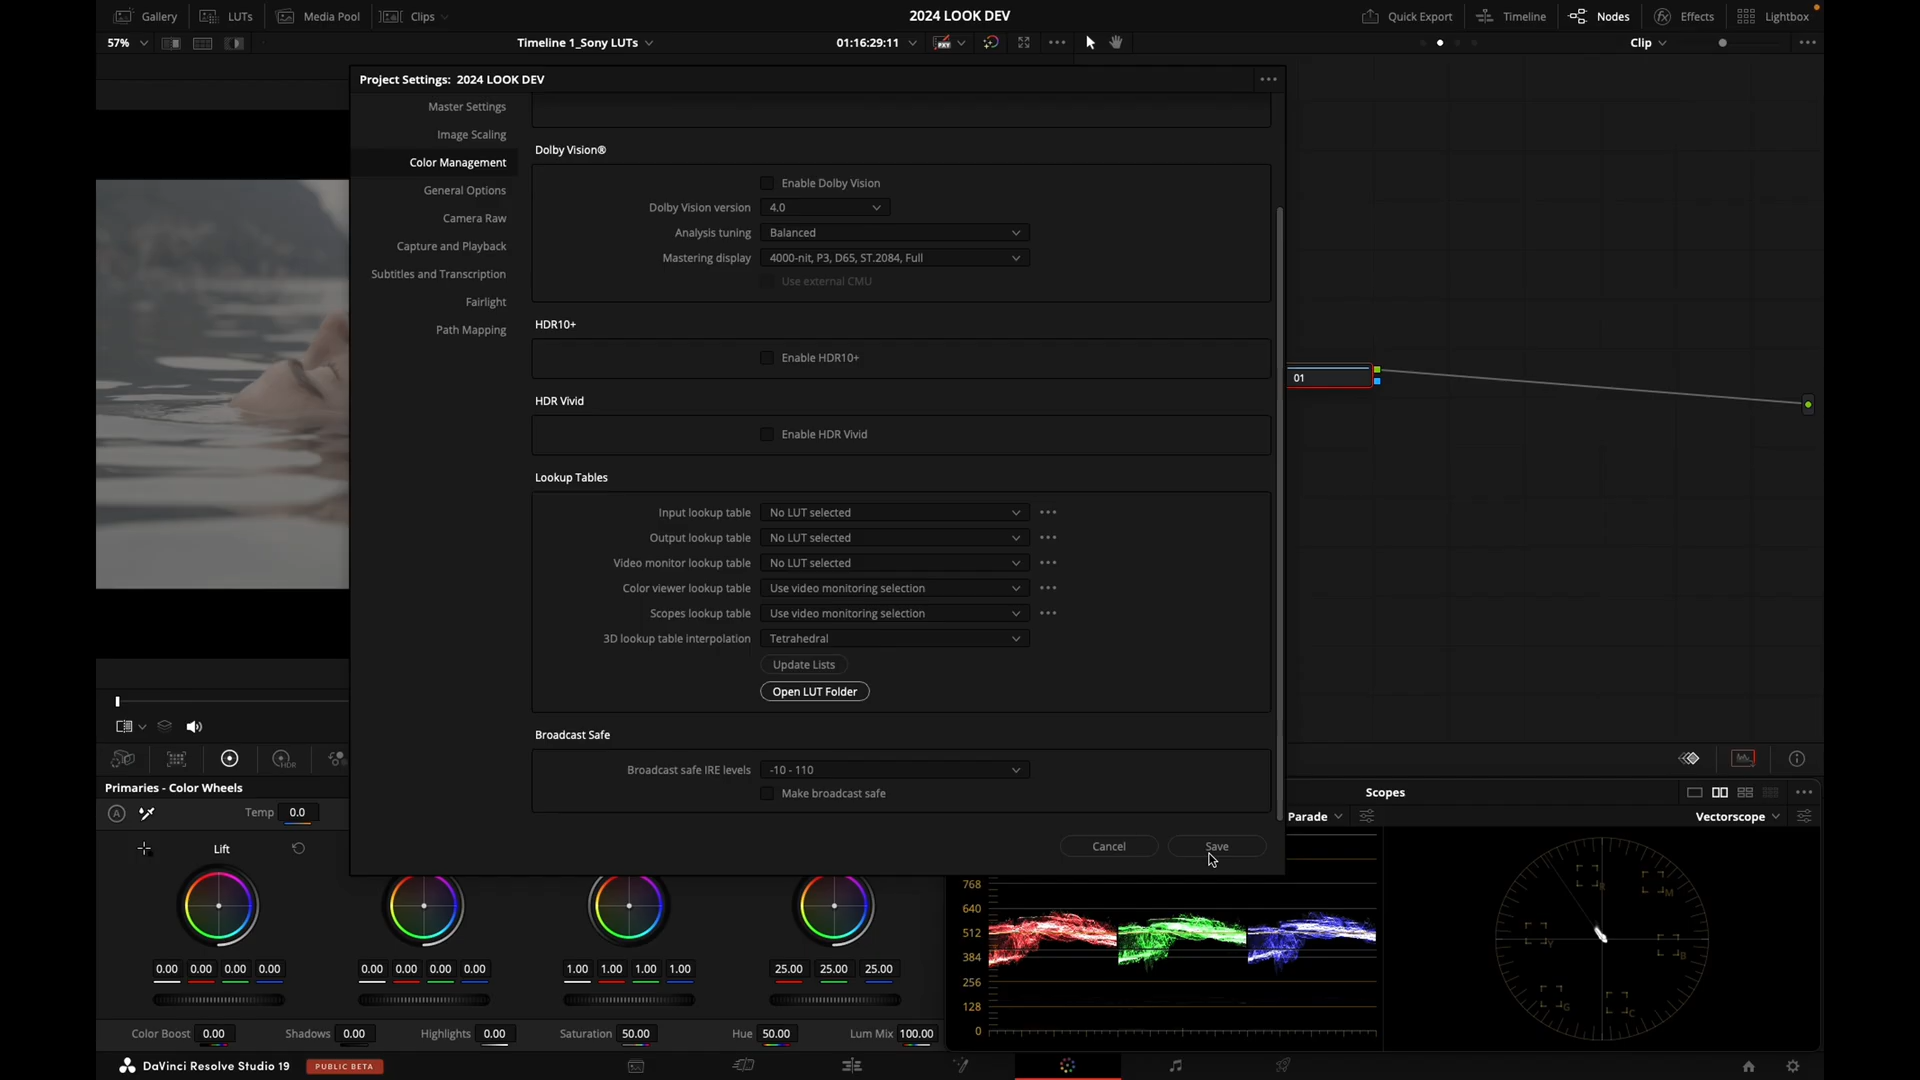 Gallery LUTs Media Pool Clips 2024 LOOK DEV Quick Export Timeline Nodes Effects Lightbox
57% Timeline 1_Sony LUTs 01:16:29:11 Clip
Project Settings: 2024 LOOK DEV
Master Settings
Image Scaling
Color Management
General Options
Camera Raw
Capture and Playback
Subtitles and Transcription
Fairlight
Path Mapping
Dolby Vision®
Enable Dolby Vision
Dolby Vision version 4.0
Analysis tuning Balanced
Mastering display 4000-nit, P3, D65, ST.2084, Full
Use external CMU
HDR10+
Enable HDR10+
HDR Vivid
Enable HDR Vivid
Lookup Tables
Input lookup table No LUT selected
Output lookup table No LUT selected
Video monitor lookup table No LUT selected
Color viewer lookup table Use video monitoring selection
Scopes lookup table Use video monitoring selection
3D lookup table interpolation Tetrahedral
Update Lists
Open LUT Folder
Broadcast Safe
Broadcast safe IRE levels -10 - 110
Make broadcast safe
Cancel Save
01
HDR
Primaries - Color Wheels
A Temp 0.0
Lift
0.00 0.00 0.00 0.00 0.00 0.00 0.00 0.00 1.00 1.00 1.00 1.00 25.00 25.00 25.00
Color Boost 0.00 Shadows 0.00 Highlights 0.00 Saturation 50.00 Hue 50.00 Lum Mix 100.00
Scopes
Parade Vectorscope
768
640
512
384
256
128
0
R
M
Y
B
G
C
DaVinci Resolve Studio 19 PUBLIC BETA